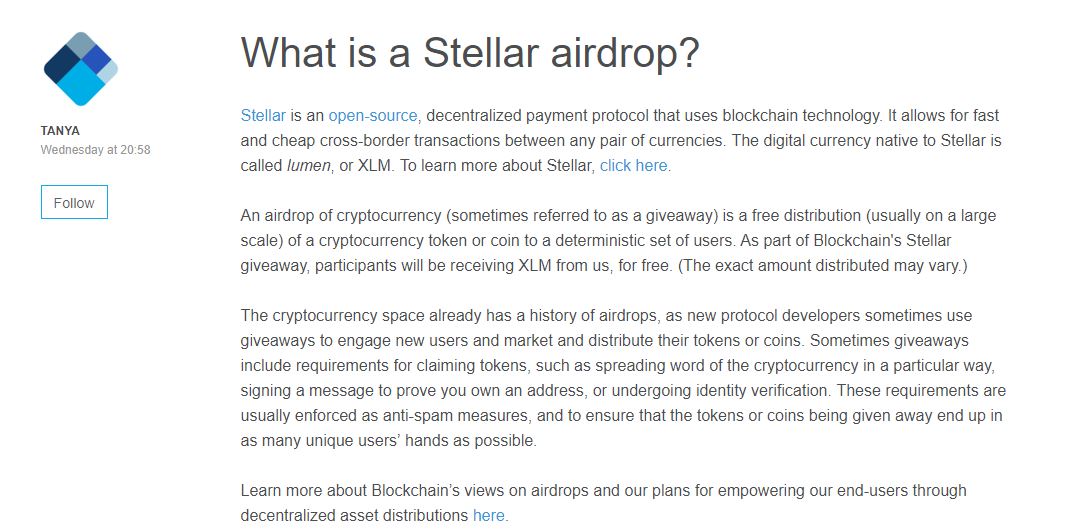 What is a Stellar airdrop?
TANYA
Wednesday at 20:58
Follow
Stellar is an open-source, decentralized payment protocol that uses blockchain technology. It allows for fast
and cheap cross-border transactions between any pair of currencies. The digital currency native to Stellar is
called lumen, or XLM. To learn more about Stellar, click here.
An airdrop of cryptocurrency (sometimes referred to as a giveaway) is a free distribution (usually on a large
scale) of a cryptocurrency token or coin to a deterministic set of users. As part of Blockchain's Stellar
giveaway, participants will be receiving XLM from us, for free. (The exact amount distributed may vary.)
The cryptocurrency space already has a history of airdrops, as new protocol developers sometimes use
giveaways to engage new users and market and distribute their tokens or coins. Sometimes giveaways
include requirements for claiming tokens, such as spreading word of the cryptocurrency in a particular way,
signing a message to prove you own an address, or undergoing identity verification. These requirements are
usually enforced as anti-spam measures, and to ensure that the tokens or coins being given away end up in
as many unique users’ hands as possible.
Learn more about Blockchain’s views on airdrops and our plans for empowering our end-users through
decentralized asset distributions here.